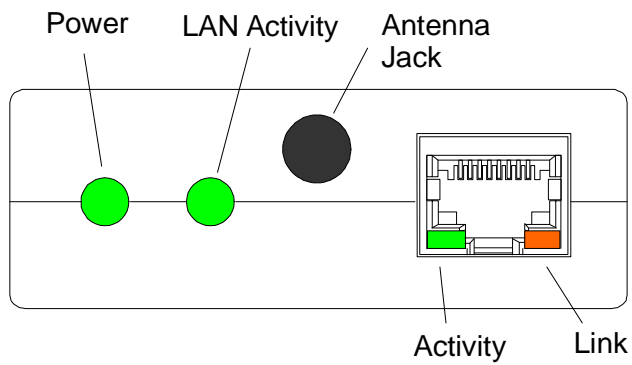 Power
LAN Activity
Antenna
Jack
Activity
Link